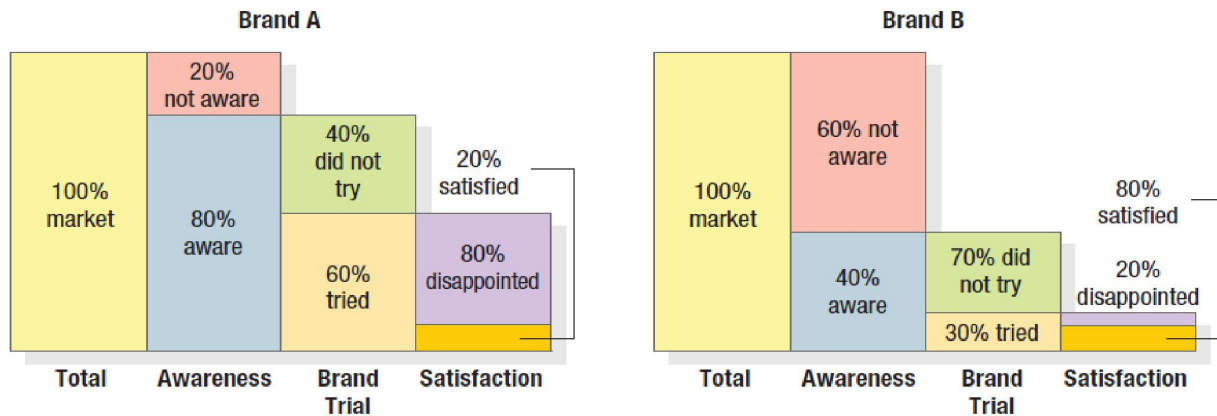 Brand A
20%
not aware
40%
did not
try
20%
satisfied
100%
market
80%
aware
60%
tried
80%
disappointed
Total
Awareness
Brand
Trial
Satisfaction
Brand B
60% not
aware
100%
market
40%
aware
70% did
not try
30% tried
80%
satisfied
20%
disappointed
Total
Awareness
Brand
Trial
Satisfaction